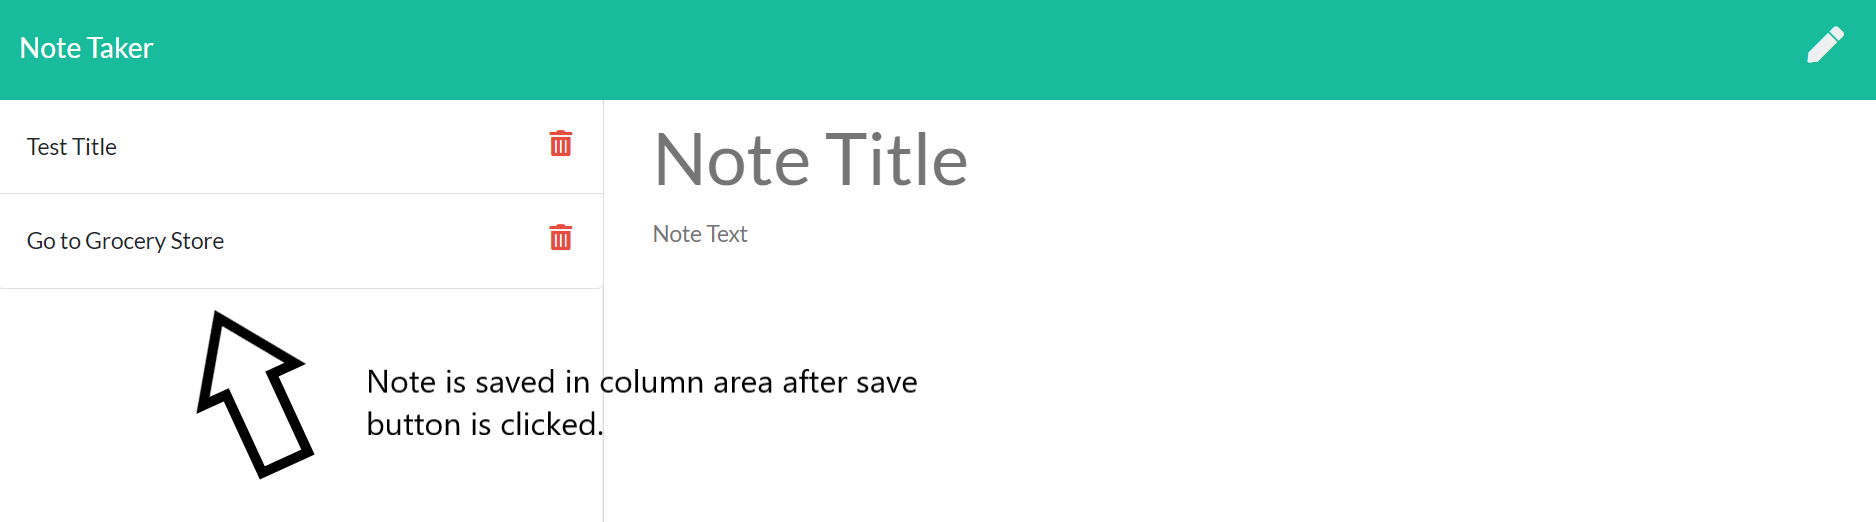 Note Taker
Test Title
Go to Grocery Store
Note Title
Note Text
Note is saved in column area after save
button is clicked.